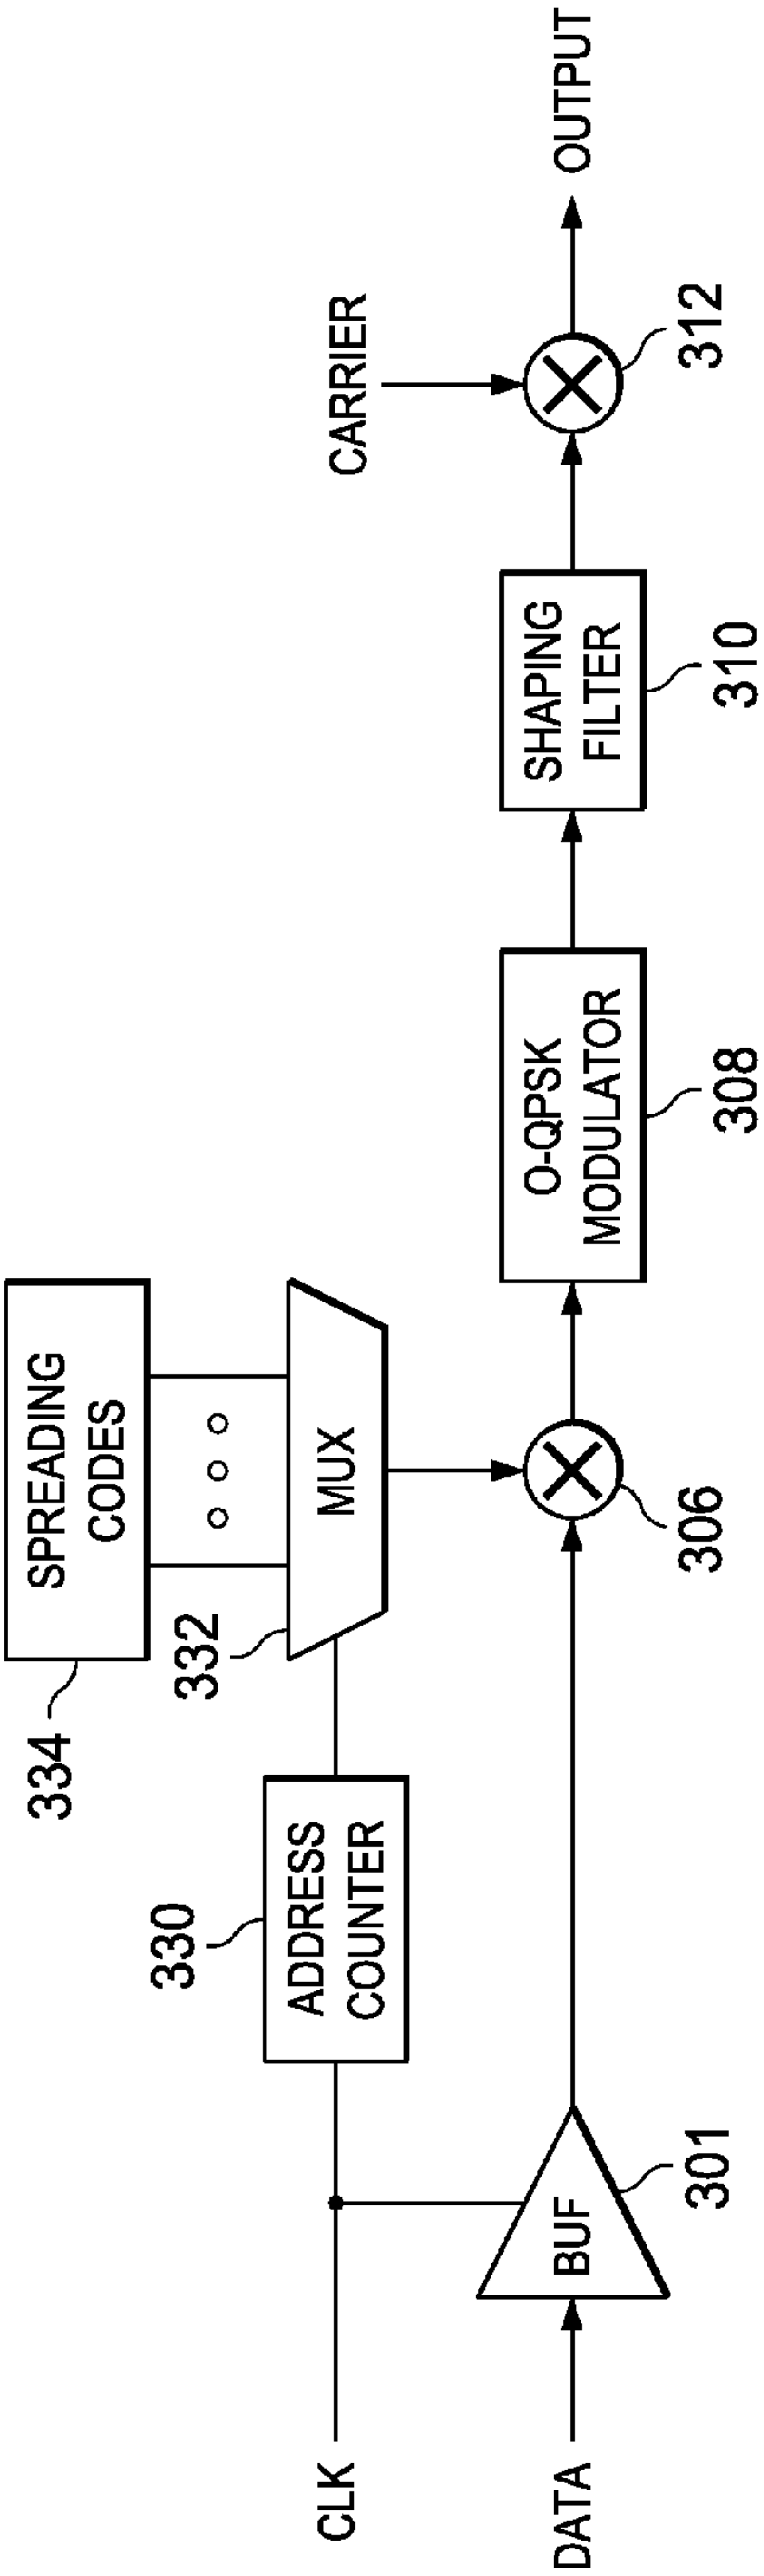 334
SPREADING
CODES
332
MUX
330
ADDRESS
COUNTER
CLK
DATA
BUF
301
306
O-QPSK
MODULATOR
308
SHAPING
FILTER
310
CARRIER
312
OUTPUT